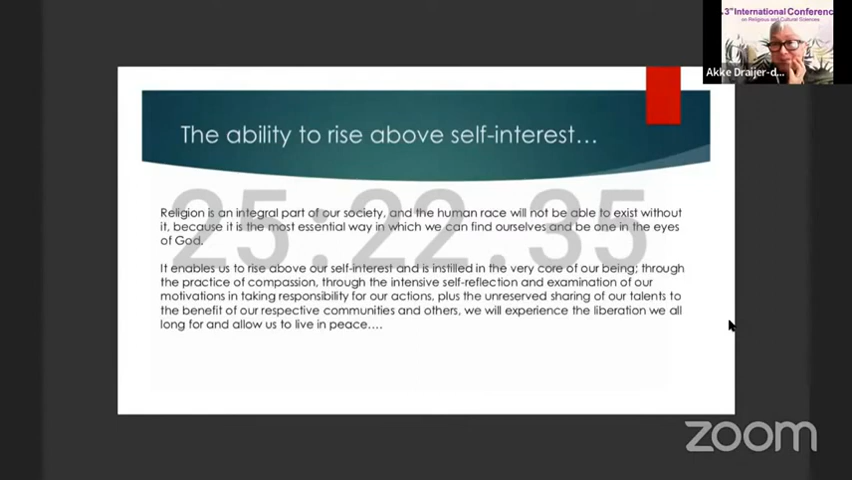 .3rd International Conferenc
on Religious and Cultural Sciences
Akke Draijer-d...
The ability to rise above self-interest...
25:22.35
Religion is an integral part of our society, and the human race will not be able to exist without
it, because it is the most essential way in which we can find ourselves and be one in the eyes
of God.
It enables us to rise above our self-interest and is instilled in the very core of our being; through
the practice of compassion, through the intensive self-reflection and examination of our
motivations in taking responsibility for our actions, plus the unreserved sharing of our talents to
the benefit of our respective communities and others, we will experience the liberation we all
long for and allow us to live in peace....
zoom